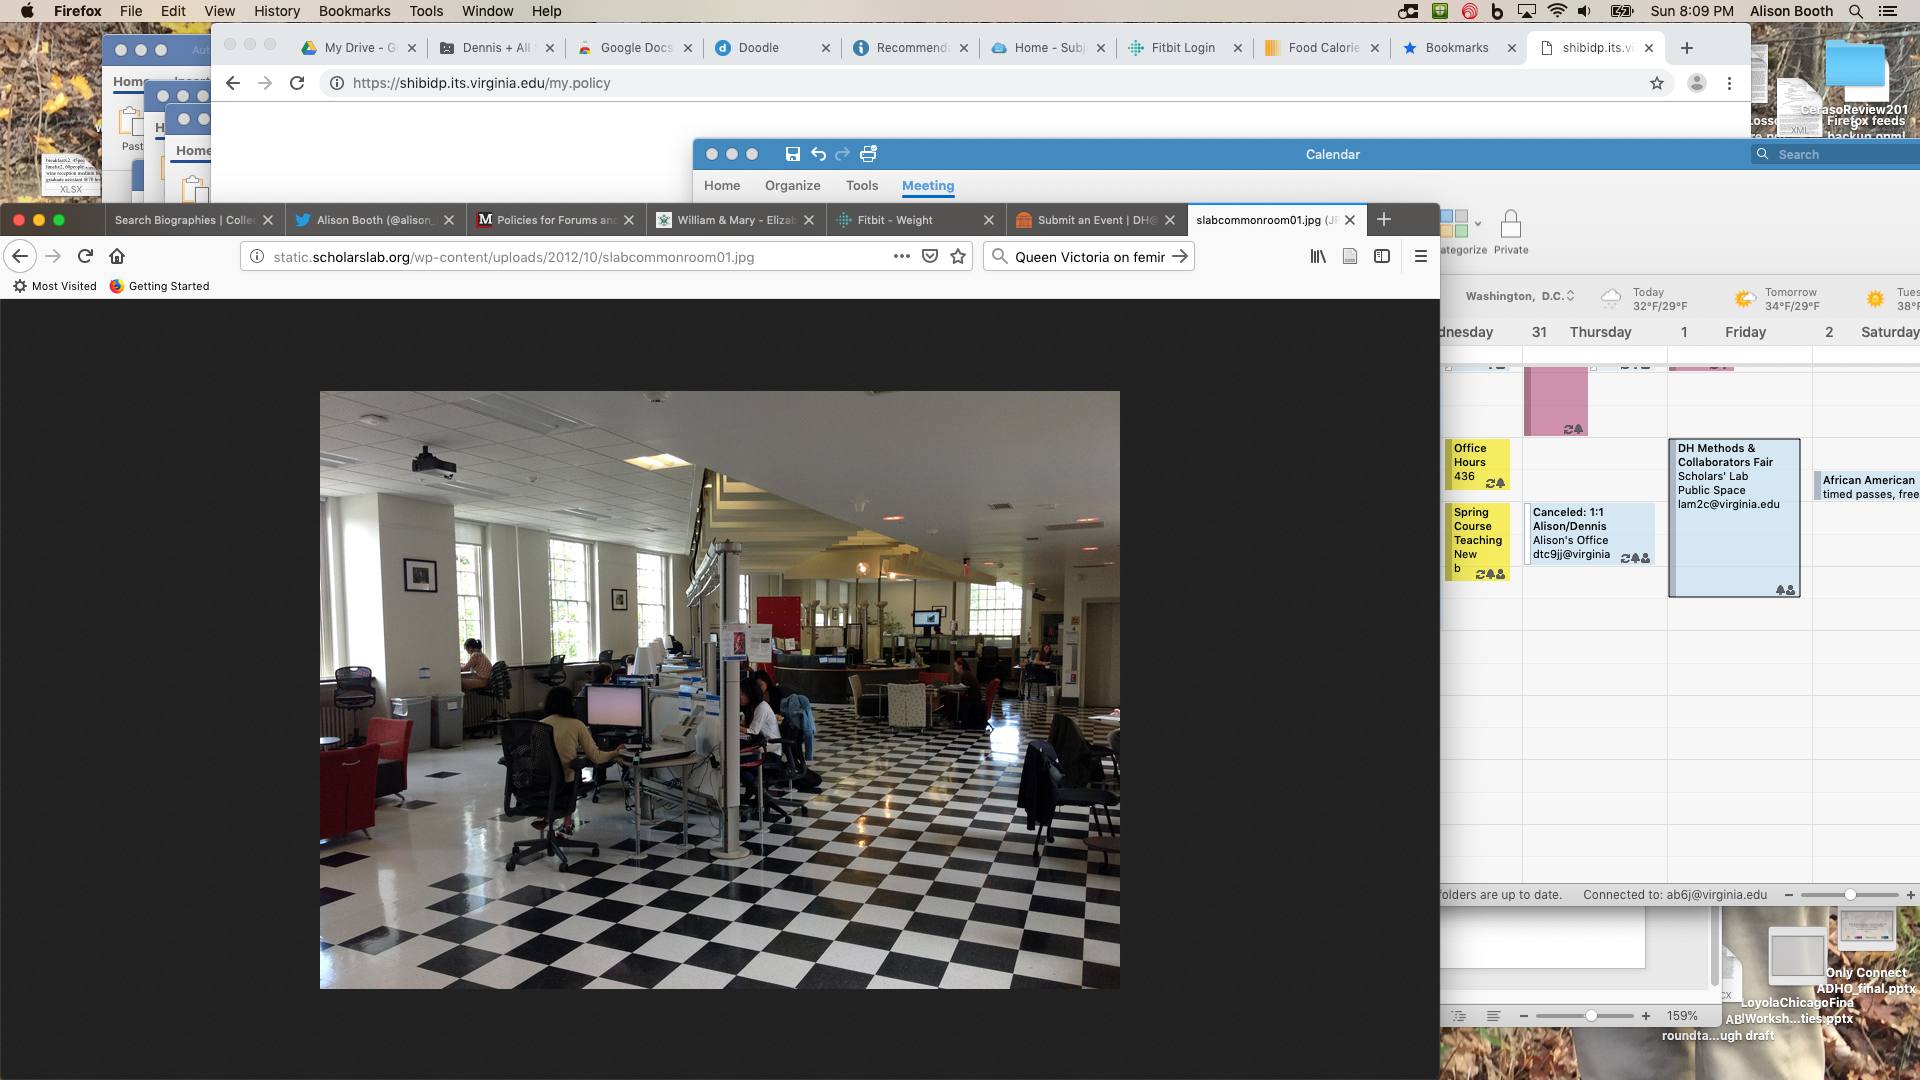 Firefox File Edit View History Bookmarks Tools Window Help
Sun 8:09 PM Alison Booth
My Drive - G
Dennis + All
Google Docs
Doodle
Recommend
Home - Sub
Fitbit Login
Food Calorie
Bookmarks
shibidp.its.vi
https://shibidp.its.virginia.edu/my.policy
Home
Past
Home
XLSX
XML
CerasoReview201
Firefox feeds
backup.opml
Calendar
Search
Home Organize Tools Meeting
Search Biographies | Collec
Alison Booth (@alison_
Policies for Forums an
William & Mary - Elizab
Fitbit - Weight
Submit an Event | DH@
slabcommonroom01.jpg (JP
static.scholarslab.org/wp-content/uploads/2012/10/slabcommonroom01.jpg
Queen Victoria on femir
Most Visited Getting Started
ategorize Private
Washington, D.C.
Today
32°F/29°F
Tomorrow
34°F/29°F
Tues
38°F
dnesday 31 Thursday 1 Friday 2 Saturday
Office
Hours
436
Spring
Course
Teaching
New
b
Canceled: 1:1
Alison/Dennis
Alison's Office
dtc9jj@virginia
DH Methods &
Collaborators Fair
Scholars' Lab
Public Space
lam2c@virginia.edu
African American
timed passes, free
folders are up to date. Connected to: ab6j@virginia.edu
159%
Only Connect
ADHO_final.pptx
LoyolaChicagoFina
Worksh...ties.pptx
roundta...ugh draft